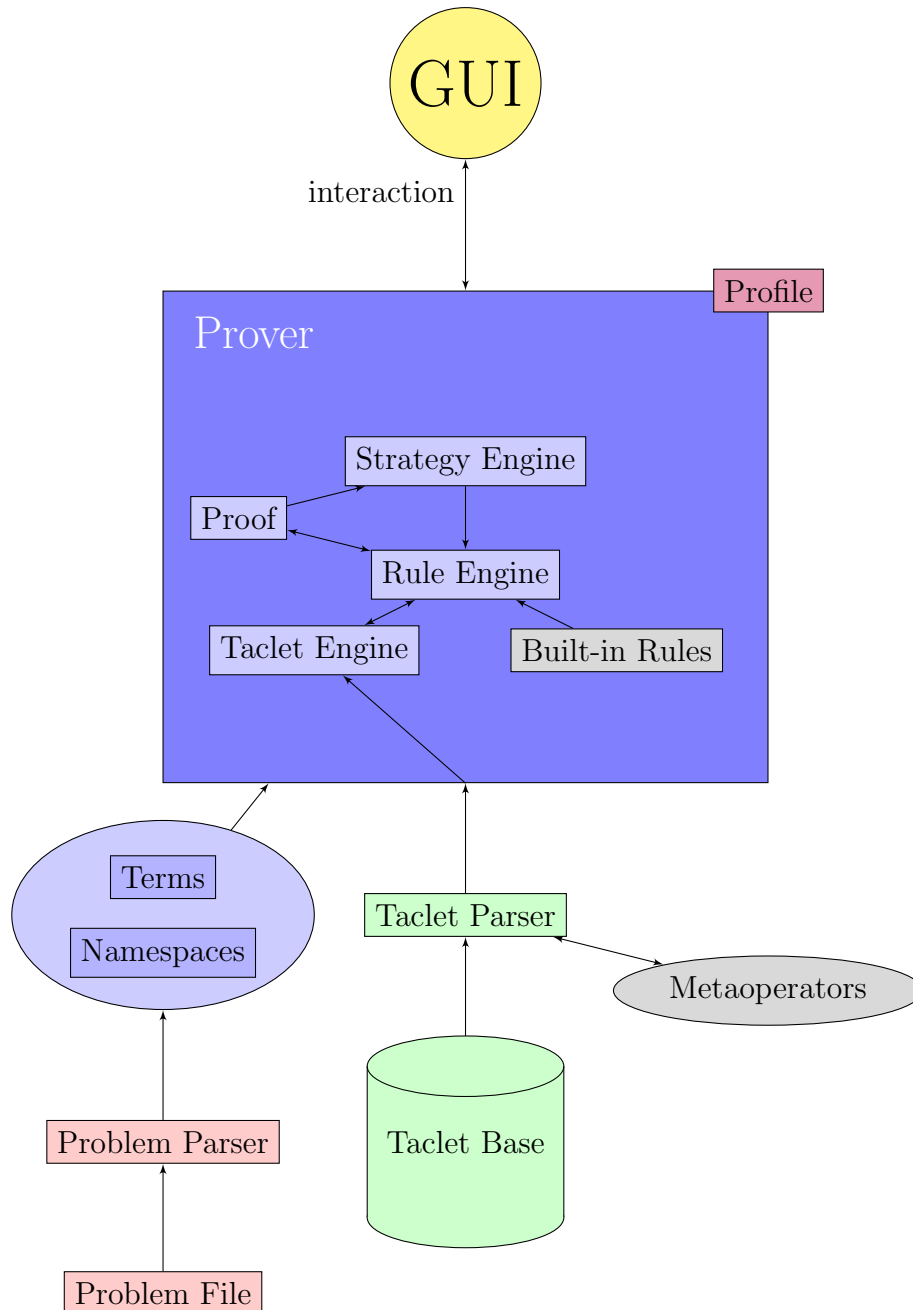 GUI
interaction
Profile
Prover
Strategy Engine
Proof
Rule Engine
Taclet Engine
Built-in Rules
Terms
Taclet Parser
Namespaces
Metaoperators
Problem Parser
Taclet Base
Problem File